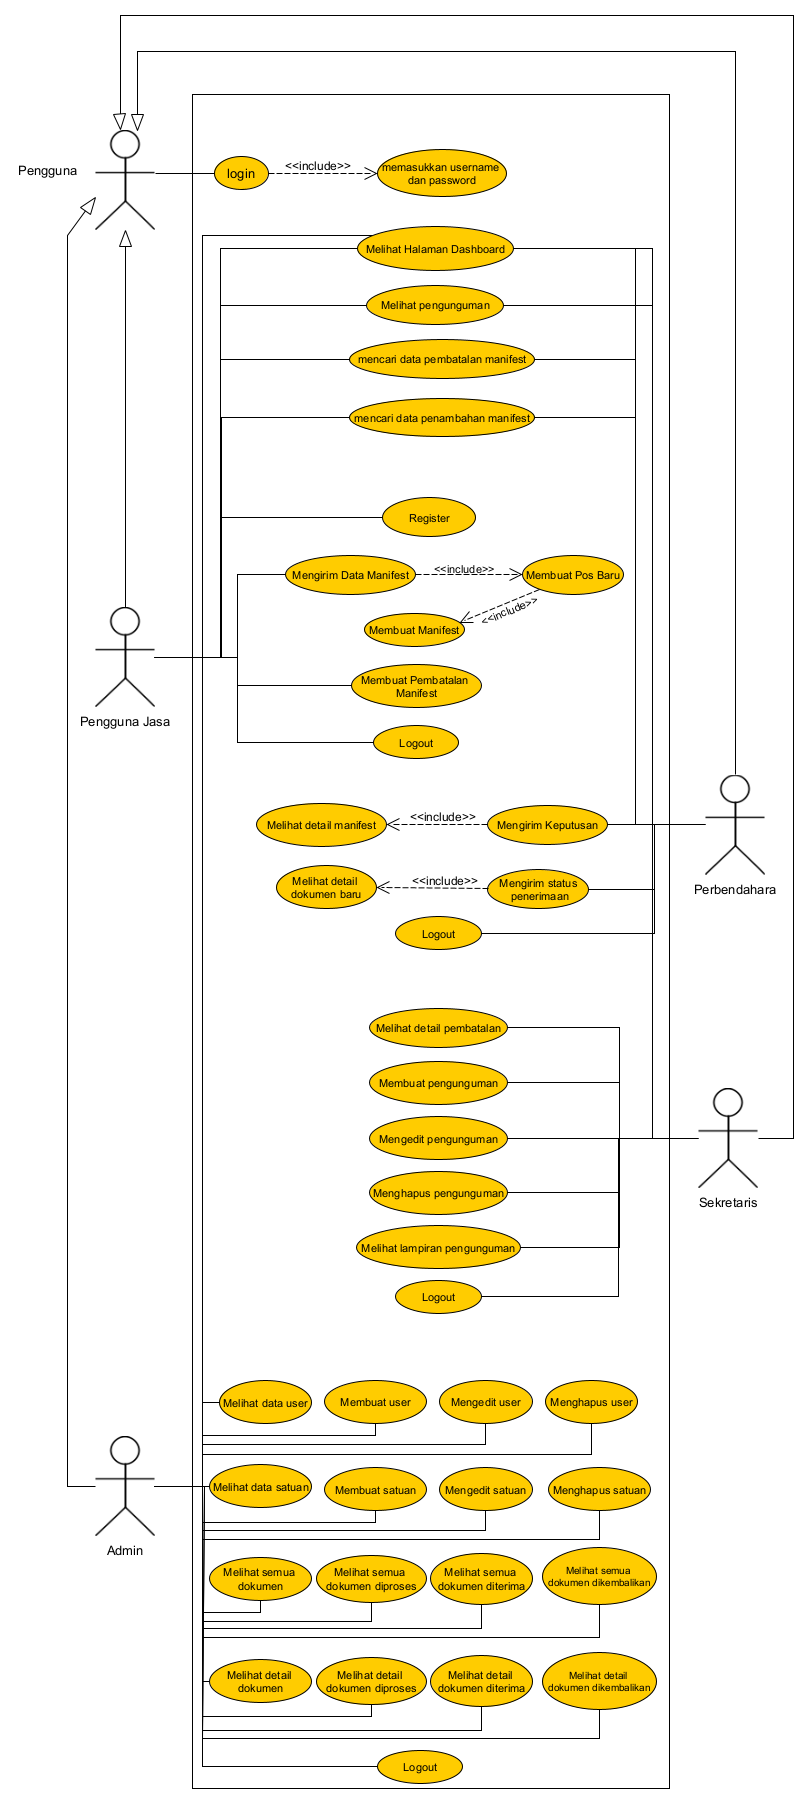 Pengguna
login
<<include>>
memasukkan username
dan password
Melihat Halaman Dashboard
Melihat pengunguman
mencari data pembatalan manifest
mencari data penambahan manifest
Register
Mengirim Data Manifest
<<include>>
Membuat Pos Baru
<<include>>
Membuat Manifest
Membuat Pembatalan
Manifest
Pengguna Jasa
Logout
Melihat detail manifest
<<include>>
Mengirim Keputusan
Melihat detail
dokumen baru
<<include>>
Mengirim status
penerimaan
Perbendahara
Logout
Melihat detail pembatalan
Membuat pengunguman
Mengedit pengunguman
Menghapus pengunguman
Sekretaris
Melihat lampiran pengunguman
Logout
Melihat data user
Membuat user
Mengedit user
Menghapus user
Melihat data satuan
Membuat satuan
Mengedit satuan
Menghapus satuan
Admin
Melihat semua
dokumen
Melihat semua
dokumen diproses
Melihat semua
dokumen diterima
Melihat semua
dokumen dikembalikan
Melihat detail
dokumen
Melihat detail
dokumen diproses
Melihat detail
dokumen diterima
Melihat detail
dokumen dikembalikan
Logout